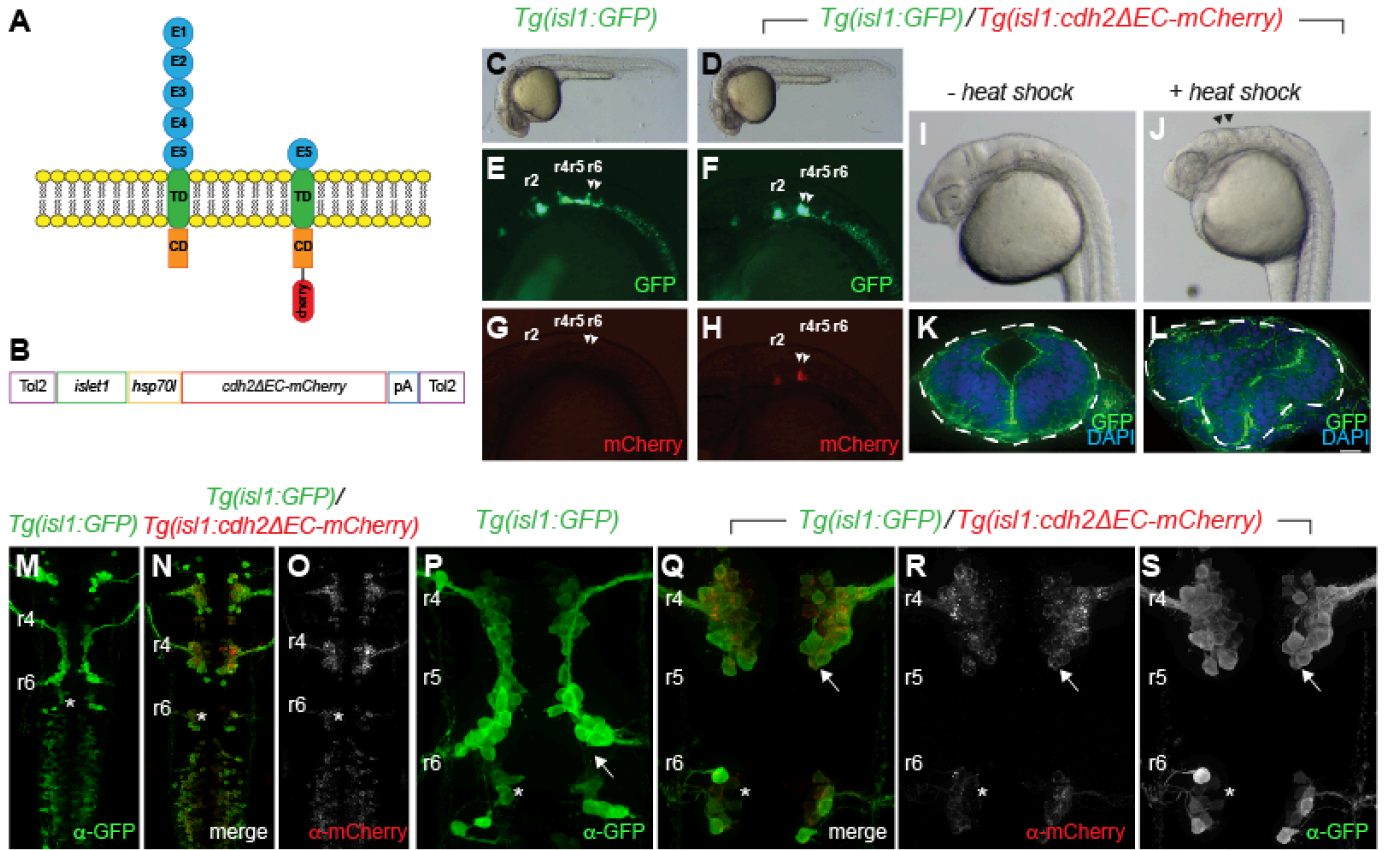 A
E1
E2
E3
E4
E5
E5
TD
TD
CD
CD
B
Tol2 islet1 hsp70l cdh2ΔEC-mCherry pA Tol2
Tg(isl1:GFP)
Tg(isl1:GFP)/Tg(isl1:cdh2ΔEC-mCherry)
C
D
E
r2
r4r5 r6
GFP
F
r2
r4r5 r6
GFP
G
r2
r4r5 r6
mCherry
H
r2
r4r5 r6
mCherry
- heat shock
+ heat shock
I
J
K
GFP
DAPI
L
GFP
DAPI
Tg(isl1:GFP)
Tg(isl1:GFP)/
Tg(isl1:cdh2ΔEC-mCherry)
Tg(isl1:GFP)
Tg(isl1:GFP)/Tg(isl1:cdh2ΔEC-mCherry)
M
r4
r6
*
α-GFP
N
r4
r6
*
merge
O
r4
r6
*
α-mCherry
P
r4
r5
r6
*
α-GFP
Q
r4
r5
r6
*
merge
R
r4
r5
r6
*
α-mCherry
S
r4
r5
r6
*
α-GFP